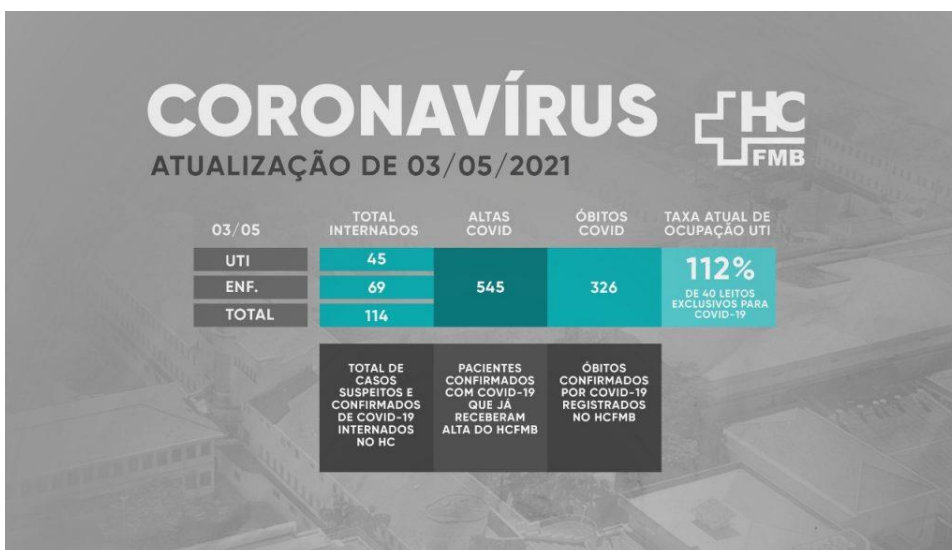 CORONAVÍRUS
HC
FMB
ATUALIZAÇÃO DE 03/05/2021
03/05
TOTAL
INTERNADOS
ALTAS
COVID
ÓBITOS
COVID
TAXA ATUAL DE
OCUPAÇÃO UTI
UTI
45
ENF.
69
TOTAL
114
545
326
112%
DE 40 LEITOS
EXCLUSIVOS PARA
COVID-19
TOTAL DE
CASOS
SUSPEITOS E
CONFIRMADOS
DE COVID-19
INTERNADOS
NO HC
PACIENTES
CONFIRMADOS
COM COVID-19
QUE JÁ
RECEBERAM
ALTA DO HCFMB
ÓBITOS
CONFIRMADOS
POR COVID-19
REGISTRADOS
NO HCFMB